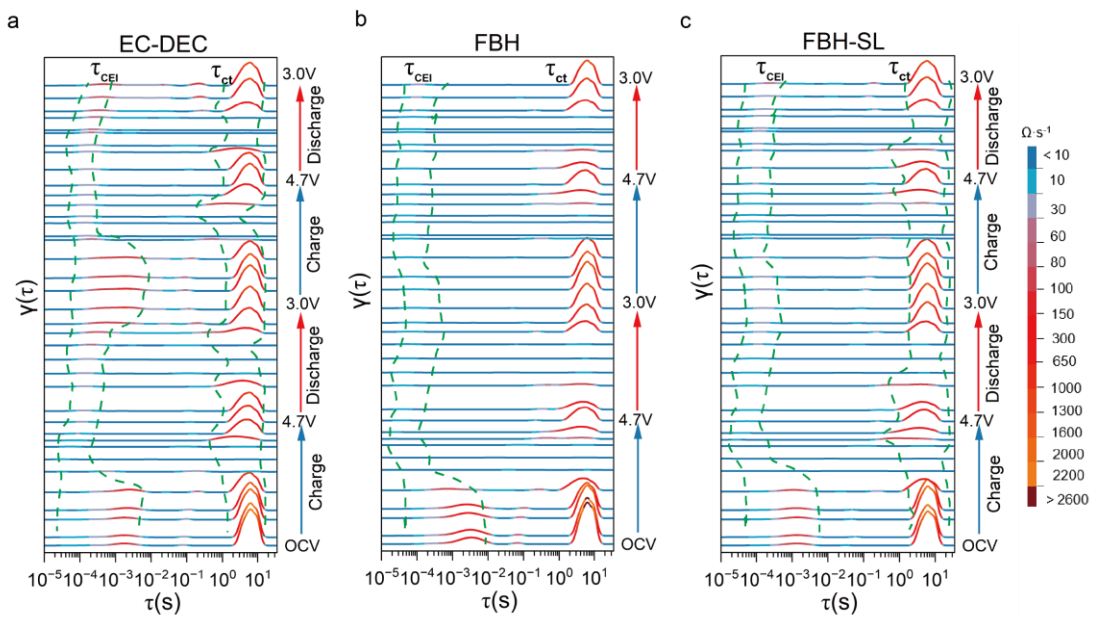 a
EC-DEC
τCEI
τct
3.0V
Discharge
4.7V
Charge
3.0V
Discharge
4.7V
Charge
OCV
γ(τ)
10⁻⁵ 10⁻⁴ 10⁻³ 10⁻² 10⁻¹ 10⁰ 10¹
τ(s)
b
FBH
τCEI
τct
3.0V
Discharge
4.7V
Charge
3.0V
Discharge
4.7V
Charge
OCV
γ(τ)
10⁻⁵ 10⁻⁴ 10⁻³ 10⁻² 10⁻¹ 10⁰ 10¹
τ(s)
c
FBH-SL
τCEI
τct
3.0V
Discharge
4.7V
Charge
3.0V
Discharge
4.7V
Charge
OCV
γ(τ)
10⁻⁵ 10⁻⁴ 10⁻³ 10⁻² 10⁻¹ 10⁰ 10¹
τ(s)
Ω·s⁻¹
< 10
10
30
60
80
100
150
300
650
1000
1300
1600
2000
2200
> 2600